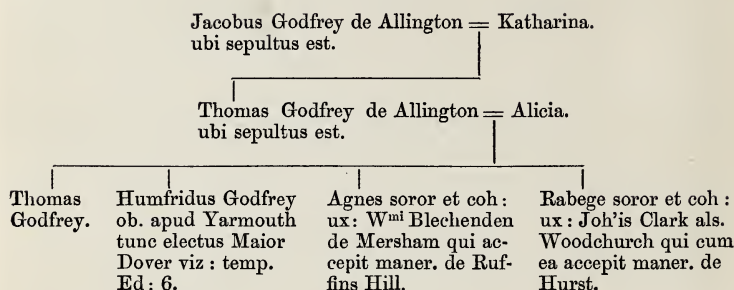 Jacobus Godfrey de Allington = Katharina.
ubi sepultus est.
Thomas Godfrey de Allington = Alicia.
ubi sepultus est.
Thomas
Godfrey.
Humfridus Godfrey
ob. apud Yarmouth
tunc electus Maior
Dover viz : temp.
Ed : 6.
Agnes soror et coh :
ux : Wmi Blechenden
de Mersham qui ac-
cepit maner. de Ruf-
fins Hill.
Rabege soror et coh :
ux : Joh'is Clark als.
Woodchurch qui cum
ea accepit maner. de
Hurst.